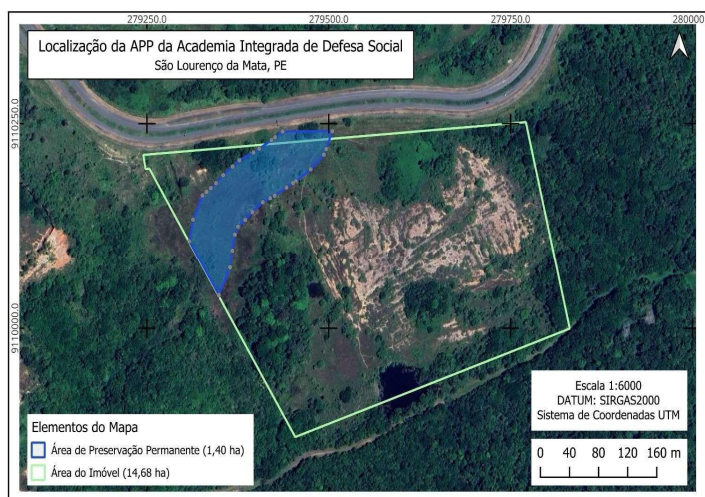 279250.0 279500.0 279750.0 280000
Localização da APP da Academia Integrada de Defesa Social
São Lourenço da Mata, PE
9110250.0
9110000.0
Elementos do Mapa
Área de Preservação Permanente (1,40 ha)
Área do Imóvel (14,68 ha)
Escala 1:6000
DATUM: SIRGAS2000
Sistema de Coordenadas UTM
0 40 80 120 160 m